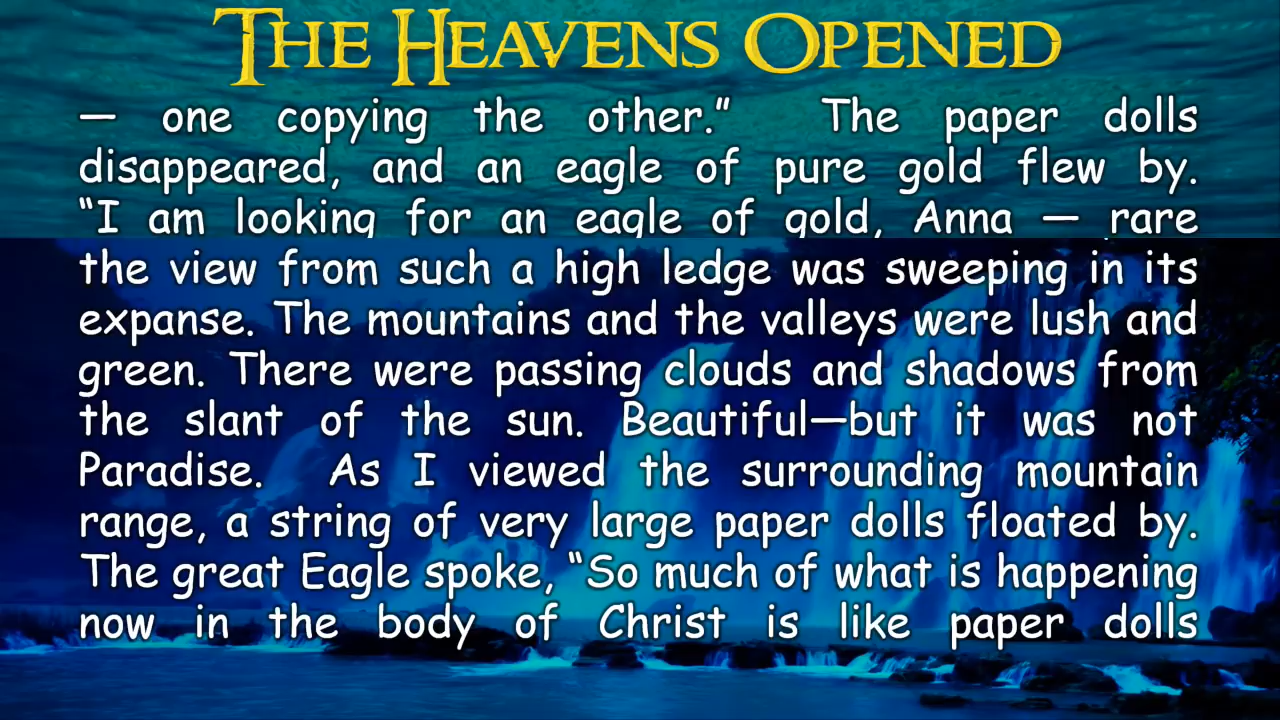 THE HEAVENS OPENED
— one copying the other.” The paper dolls
disappeared, and an eagle of pure gold flew by.
“I am looking for an eagle of gold, Anna — rare
the view from such a high ledge was sweeping in its
expanse. The mountains and the valleys were lush and
green. There were passing clouds and shadows from
the slant of the sun. Beautiful—but it was not
Paradise. As I viewed the surrounding mountain
range, a string of very large paper dolls floated by.
The great Eagle spoke, “So much of what is happening
now in the body of Christ is like paper dolls